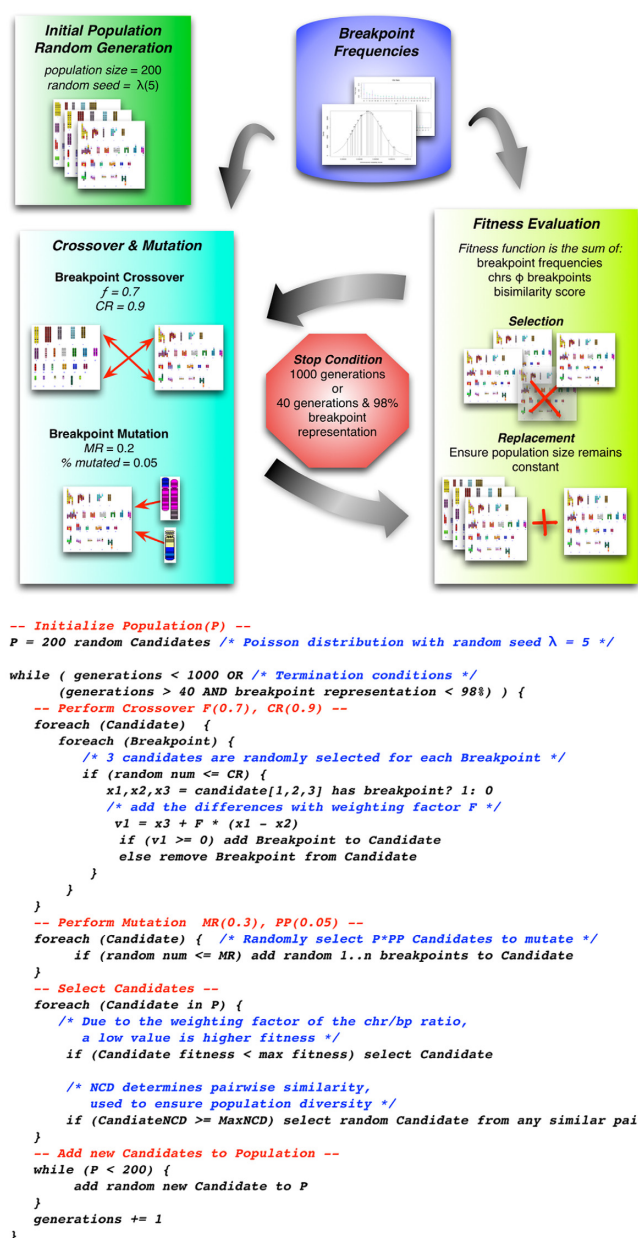 Initial Population
Random Generation
population size = 200
random seed = λ(5)
Breakpoint
Frequencies
Crossover & Mutation
Breakpoint Crossover
f = 0.7
CR = 0.9
Breakpoint Mutation
MR = 0.2
% mutated = 0.05
Stop Condition
1000 generations
or
40 generations & 98%
breakpoint
representation
Fitness Evaluation
Fitness function is the sum of:
breakpoint frequencies
chrs ϕ breakpoints
bisimilarity score
Selection
Replacement
Ensure population size remains
constant
-- Initialize Population(P) --
P = 200 random Candidates /* Poisson distribution with random seed λ = 5 */
while ( generations < 1000 OR /* Termination conditions */
(generations > 40 AND breakpoint representation < 98%) ) {
-- Perform Crossover F(0.7), CR(0.9) --
foreach (Candidate) {
foreach (Breakpoint) {
/* 3 candidates are randomly selected for each Breakpoint */
if (random num <= CR) {
x1,x2,x3 = candidate[1,2,3] has breakpoint? 1: 0
/* add the differences with weighting factor F */
v1 = x3 + F * (x1 - x2)
if (v1 >= 0) add Breakpoint to Candidate
else remove Breakpoint from Candidate
}
}
}
-- Perform Mutation MR(0.3), PP(0.05) --
foreach (Candidate) { /* Randomly select P*PP Candidates to mutate */
if (random num <= MR) add random 1..n breakpoints to Candidate
}
-- Select Candidates --
foreach (Candidate in P) {
/* Due to the weighting factor of the chr/bp ratio,
a low value is higher fitness */
if (Candidate fitness < max fitness) select Candidate
/* NCD determines pairwise similarity,
used to ensure population diversity */
if (CandiateNCD >= MaxNCD) select random Candidate from any similar pai
}
-- Add new Candidates to Population --
while (P < 200) {
add random new Candidate to P
}
generations += 1
}